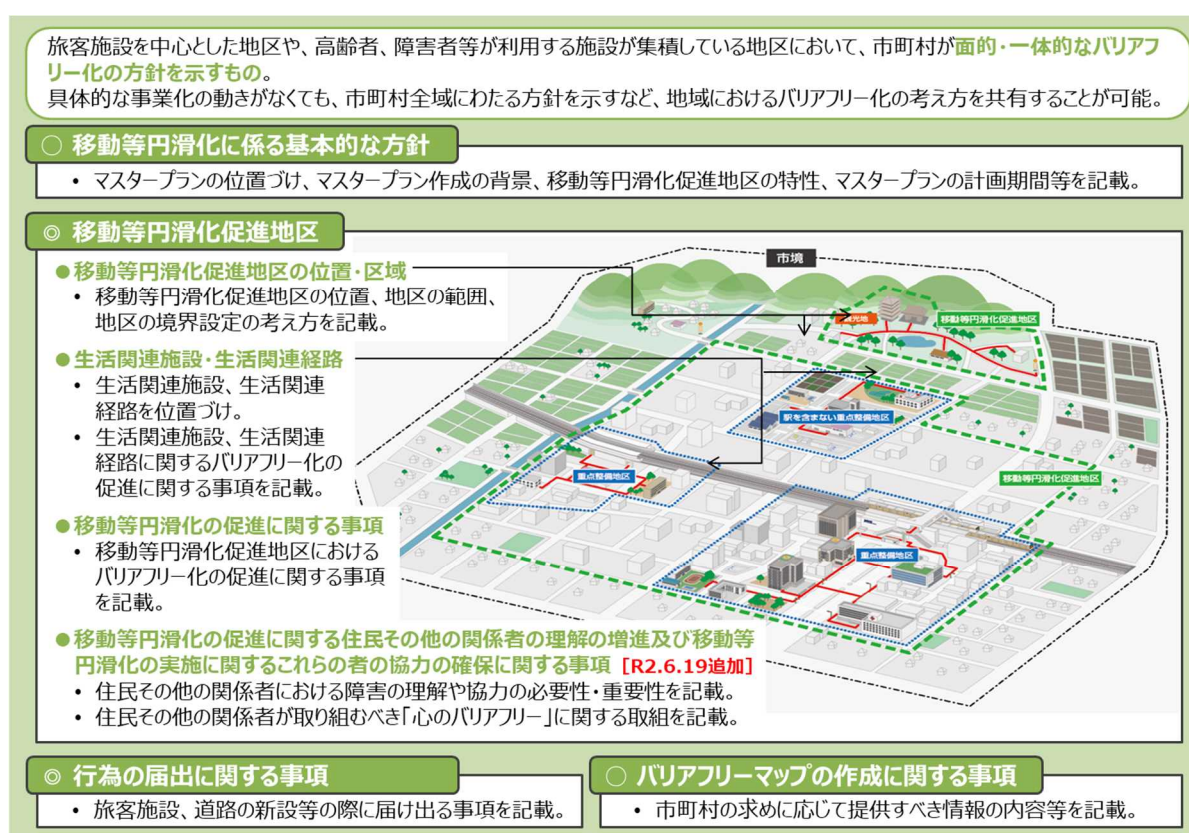 旅客施設を中心とした地区や、高齢者、障害者等が利用する施設が集積している地区において、市町村が面的・一体的なバリアフ
リー化の方針を示すもの。
具体的な事業化の動きがなくても、市町村全域にわたる方針を示すなど、地域におけるバリアフリー化の考え方を共有することが可能。
○ 移動等円滑化に係る基本的な方針
• マスタープランの位置づけ、マスタープラン作成の背景、移動等円滑化促進地区の特性、マスタープランの計画期間等を記載。
◎ 移動等円滑化促進地区
●移動等円滑化促進地区の位置・区域
• 移動等円滑化促進地区の位置、地区の範囲、
地区の境界設定の考え方を記載。
●生活関連施設・生活関連経路
• 生活関連施設、生活関連
経路を位置づけ。
• 生活関連施設、生活関連
経路に関するバリアフリー化の
促進に関する事項を記載。
●移動等円滑化の促進に関する事項
• 移動等円滑化促進地区における
バリアフリー化の促進に関する事項
を記載。
●移動等円滑化の促進に関する住民その他の関係者の理解の増進及び移動等
円滑化の実施に関するこれらの者の協力の確保に関する事項 [R2.6.19追加]
• 住民その他の関係者における障害の理解や協力の必要性・重要性を記載。
• 住民その他の関係者が取り組むべき「心のバリアフリー」に関する取組を記載。
市境
観光地
移動等円滑化促進地区
駅を含まない重点整備地区
重点整備地区
移動等円滑化促進地区
重点整備地区
◎ 行為の届出に関する事項
• 旅客施設、道路の新設等の際に届け出る事項を記載。
○ バリアフリーマップの作成に関する事項
• 市町村の求めに応じて提供すべき情報の内容等を記載。